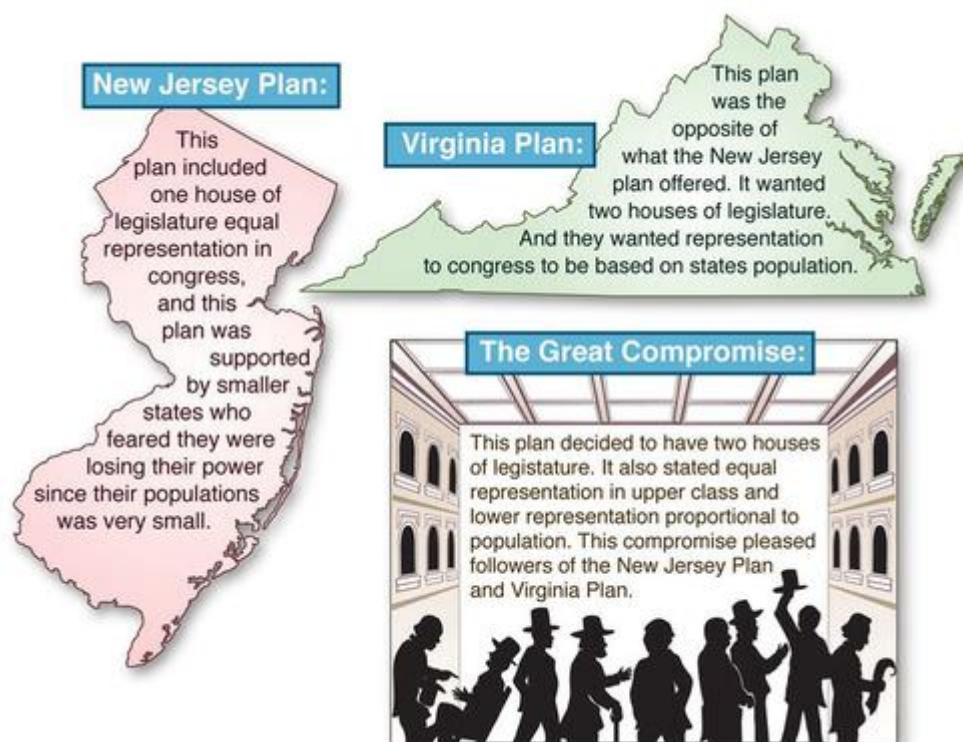 New Jersey Plan:
This
plan included
one house of
legislature equal
representation in
congress,
and this
plan was
supported
by smaller
states who
feared they were
losing their power
since their populations
was very small.
Virginia Plan:
This plan
was the
opposite of
what the New Jersey
plan offered. It wanted
two houses of legislature.
And they wanted representation
to congress to be based on states population.
The Great Compromise:
This plan decided to have two houses
of legistature. It also stated equal
representation in upper class and
lower representation proportional to
population. This compromise pleased
followers of the New Jersey Plan
and Virginia Plan.